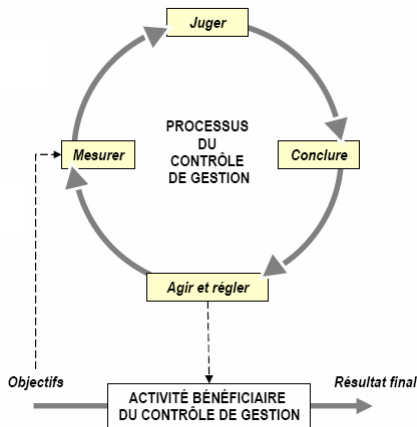 Juger
PROCESSUS
DU
CONTRÔLE
DE GESTION
Mesurer
Conclure
Agir et régler
Objectifs
Résultat final
ACTIVITÉ BÉNÉFICIAIRE
DU CONTRÔLE DE GESTION